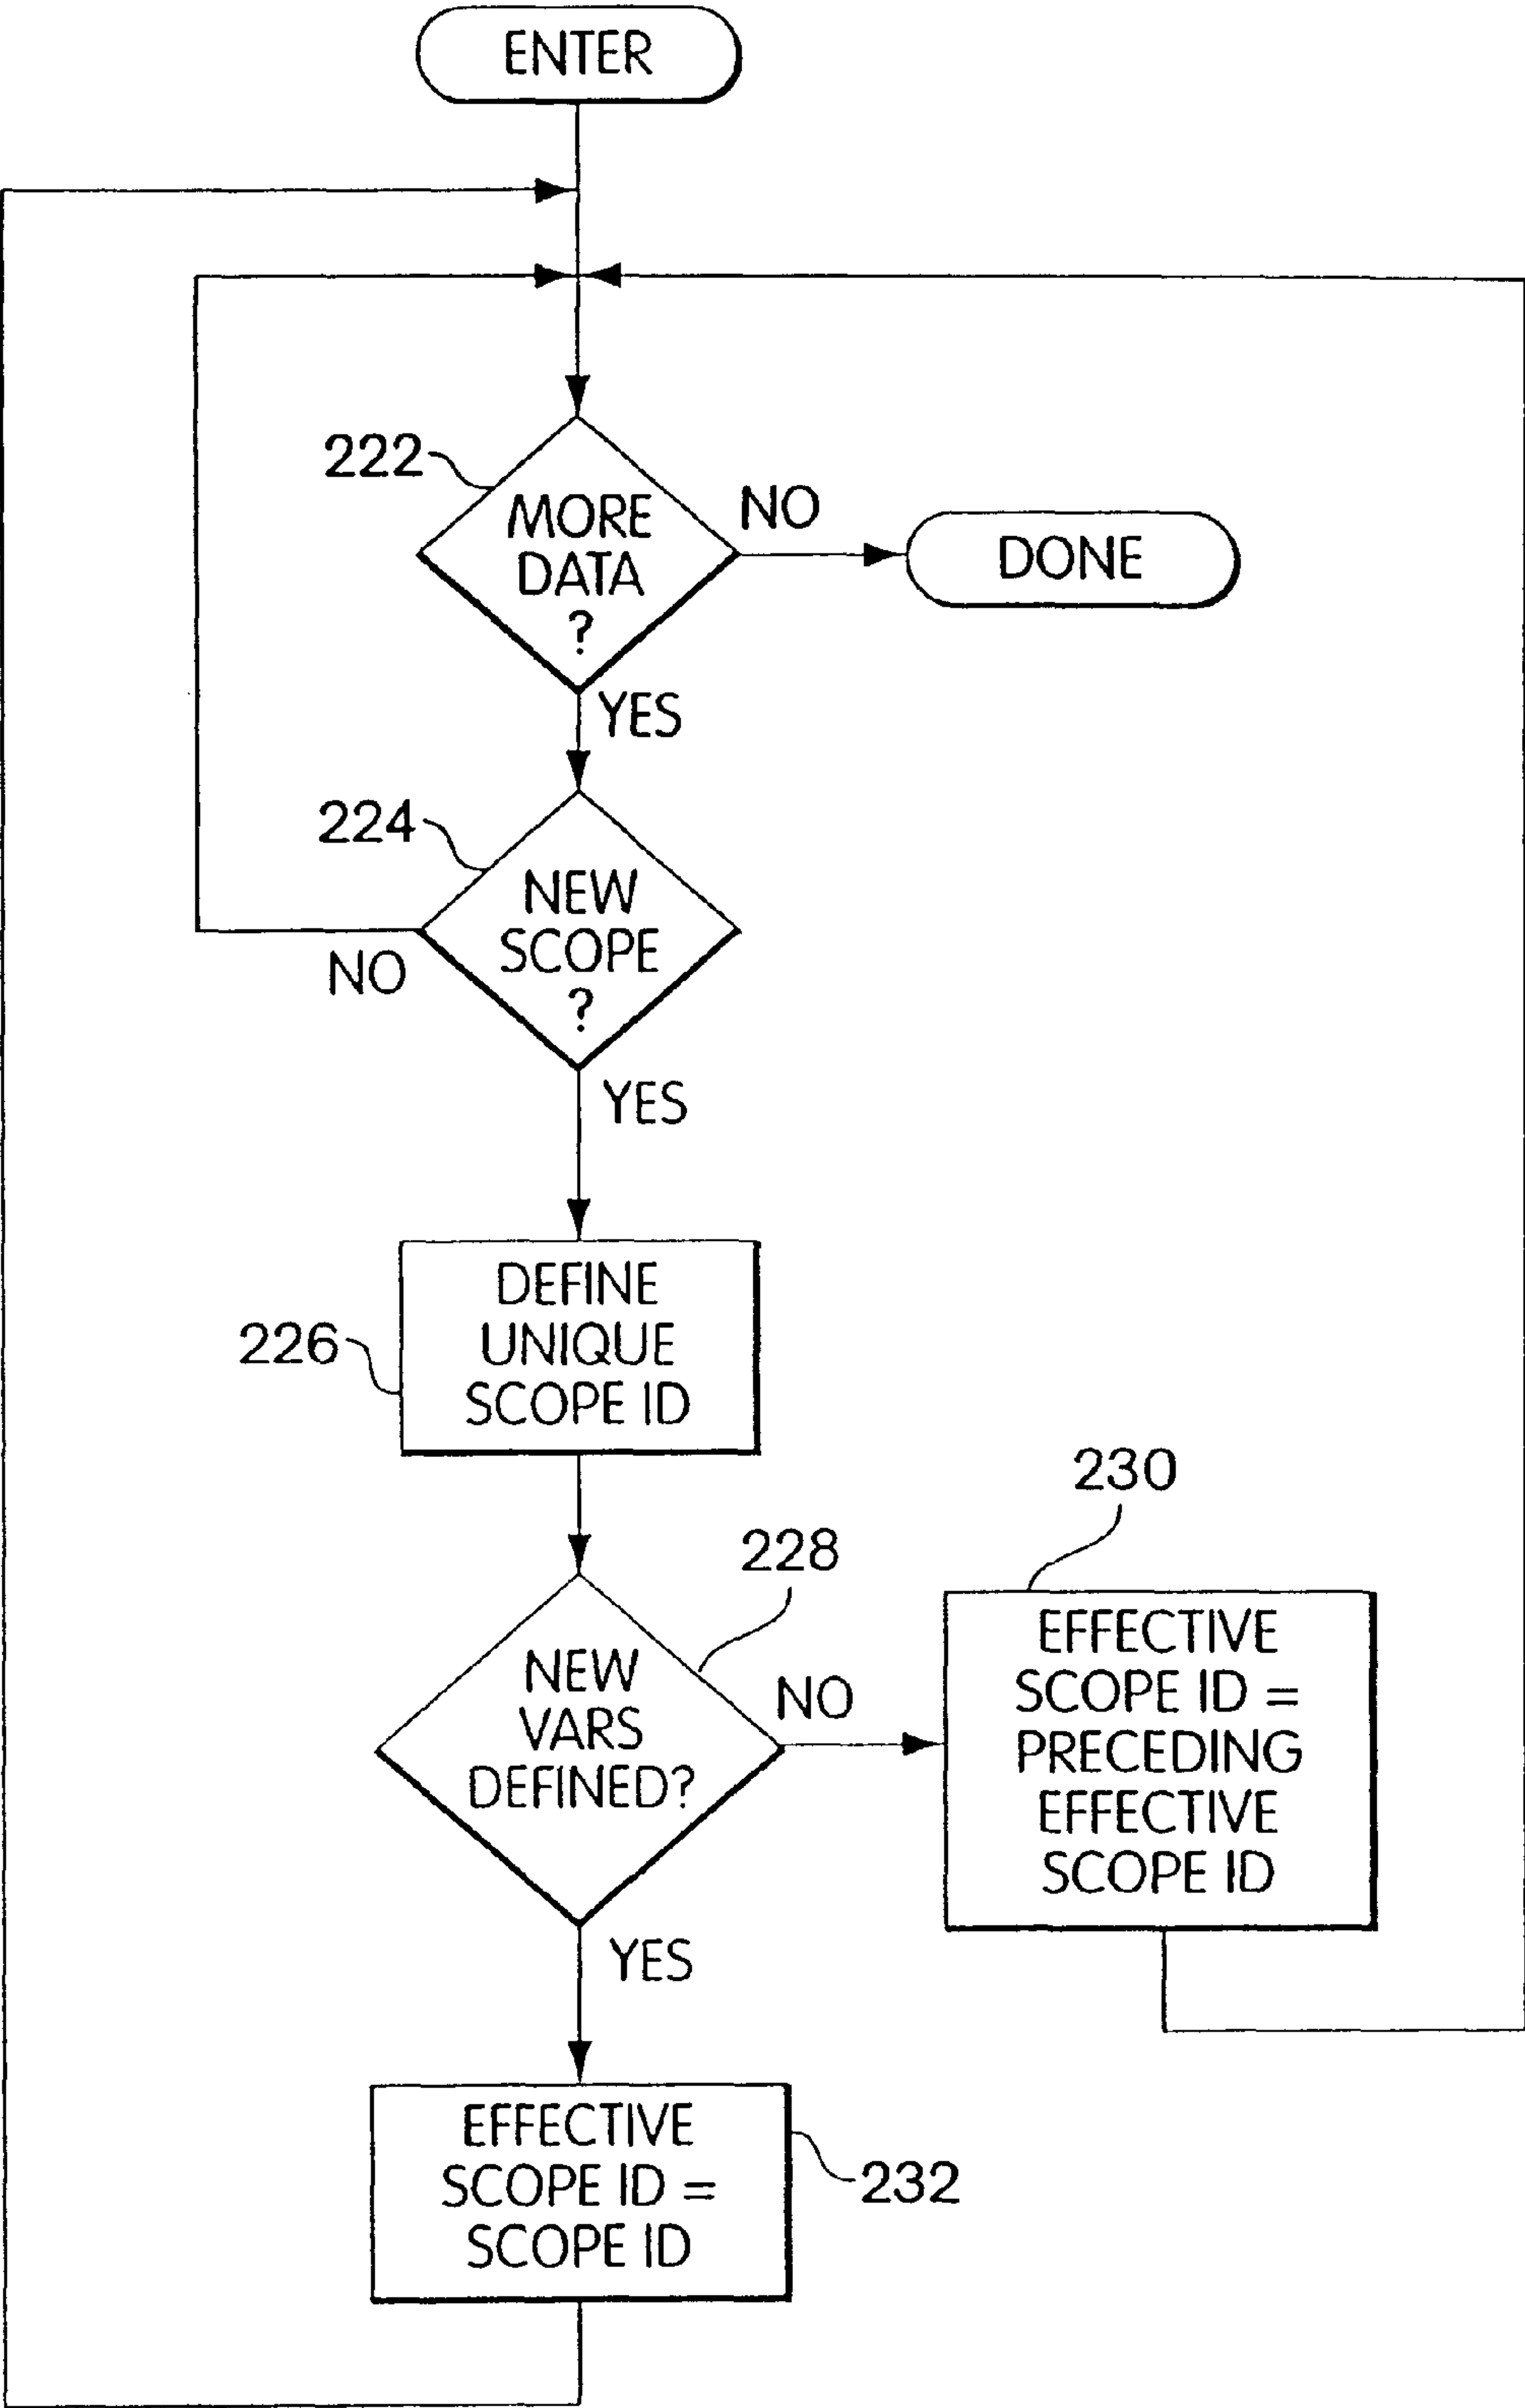 ENTER
222
MORE
DATA
?
NO
DONE
YES
224
NEW
SCOPE
?
NO
YES
226
DEFINE
UNIQUE
SCOPE ID
228
NEW
VARS
DEFINED?
NO
230
EFFECTIVE
SCOPE ID =
PRECEDING
EFFECTIVE
SCOPE ID
YES
EFFECTIVE
SCOPE ID =
SCOPE ID
232